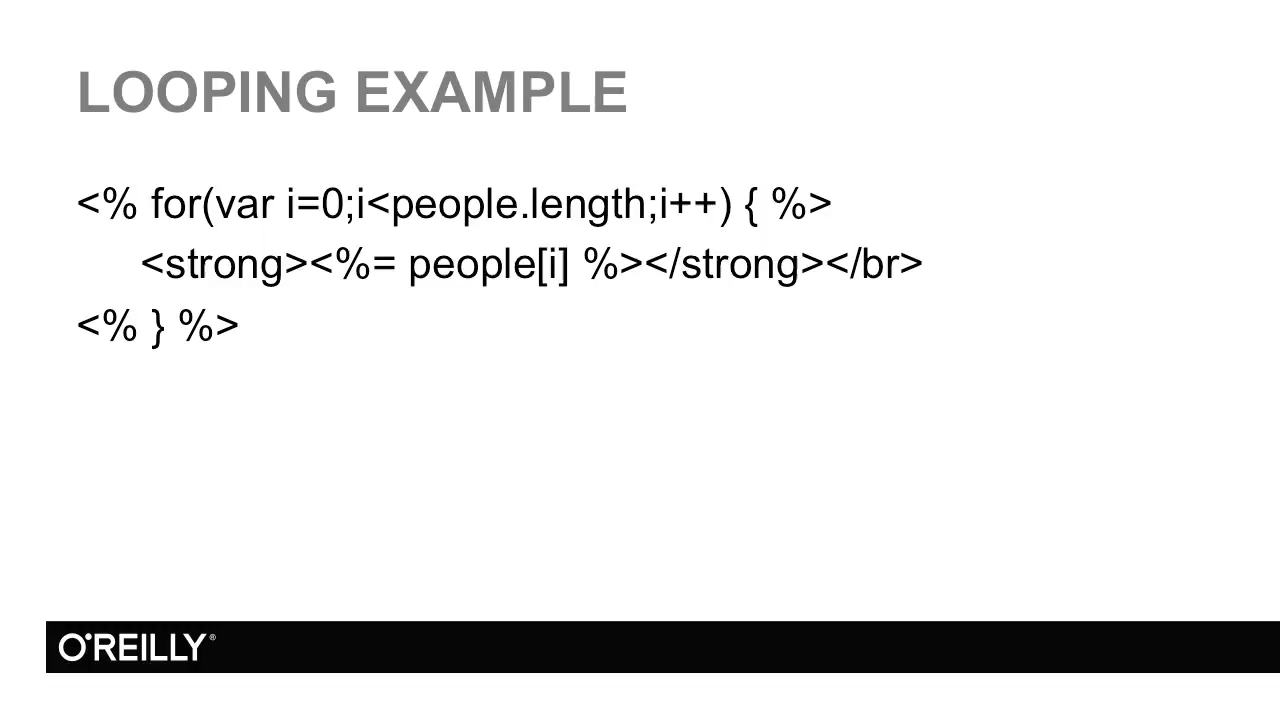 LOOPING EXAMPLE
<% for(var i=0;i<people.length;i++) { %>
<strong><%= people[i] %></strong></br>
<% } %>
O'REILLY®